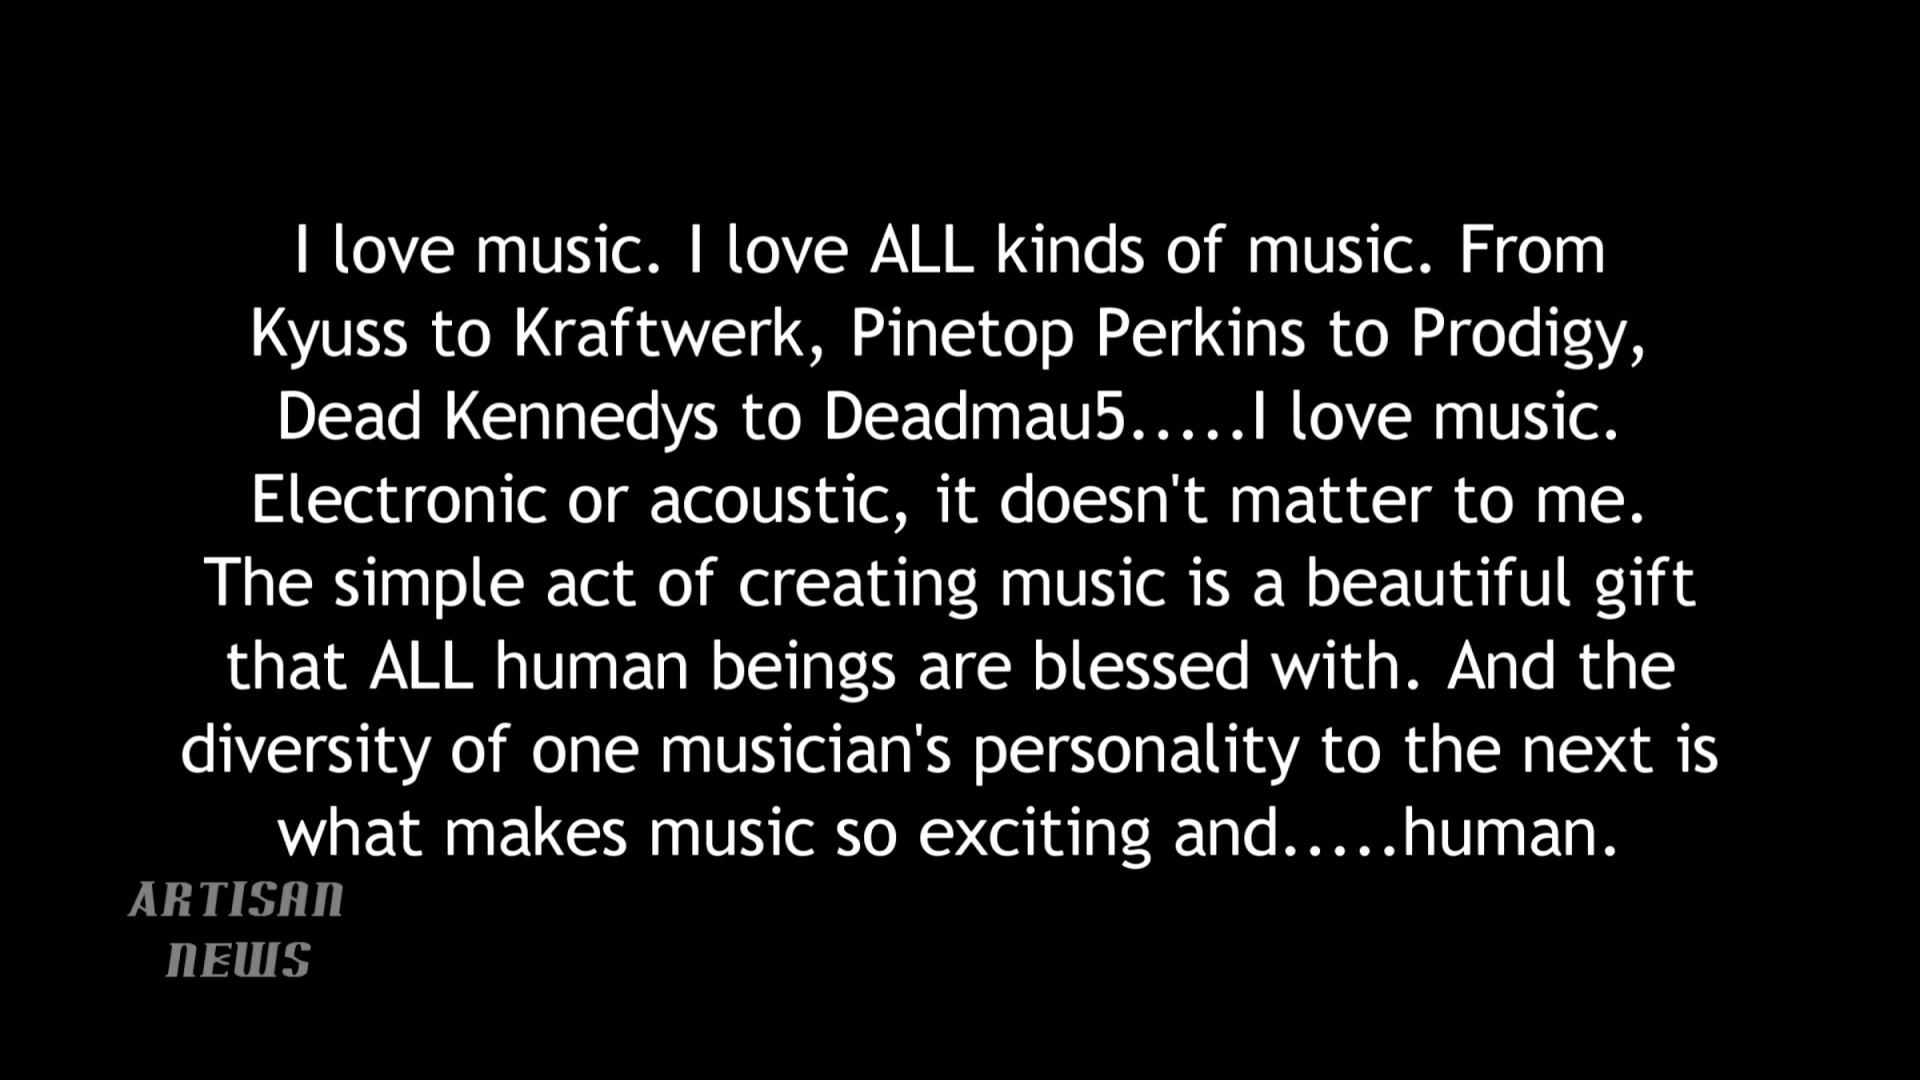 I love music. I love ALL kinds of music. From
Kyuss to Kraftwerk, Pinetop Perkins to Prodigy,
Dead Kennedys to Deadmau5.....I love music.
Electronic or acoustic, it doesn't matter to me.
The simple act of creating music is a beautiful gift
that ALL human beings are blessed with. And the
diversity of one musician's personality to the next is
what makes music so exciting and.....human.
ARTISAN
NEWS